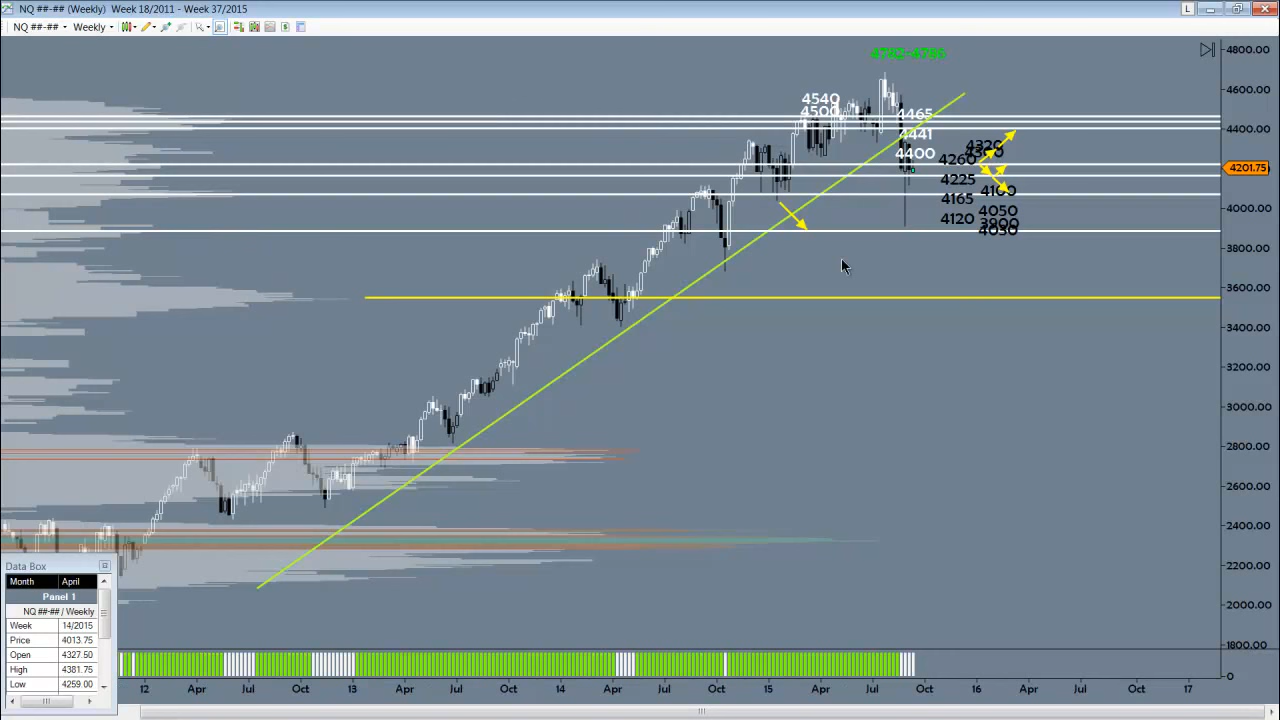 NQ ##-## (Weekly)  Week 18/2011 - Week 37/2015
L
NQ ##-## Weekly
4800.00
4600.00
4400.00
4201.75
4000.00
3800.00
3600.00
3400.00
3200.00
3000.00
2800.00
2600.00
2400.00
2200.00
2000.00
1800.00
0
4540
4500
4465
4441
4400
4320
4260
4225
4100
4165
4050
4120
3900
4030
Data Box
Month April
Panel 1
NQ ##-## / Weekly
Week 14/2015
Price 4013.75
Open 4327.50
High 4381.75
Low 4259.00
12 Apr Jul Oct 13 Apr Jul Oct 14 Apr Jul Oct 15 Apr Jul Oct 16 Apr Jul Oct 17